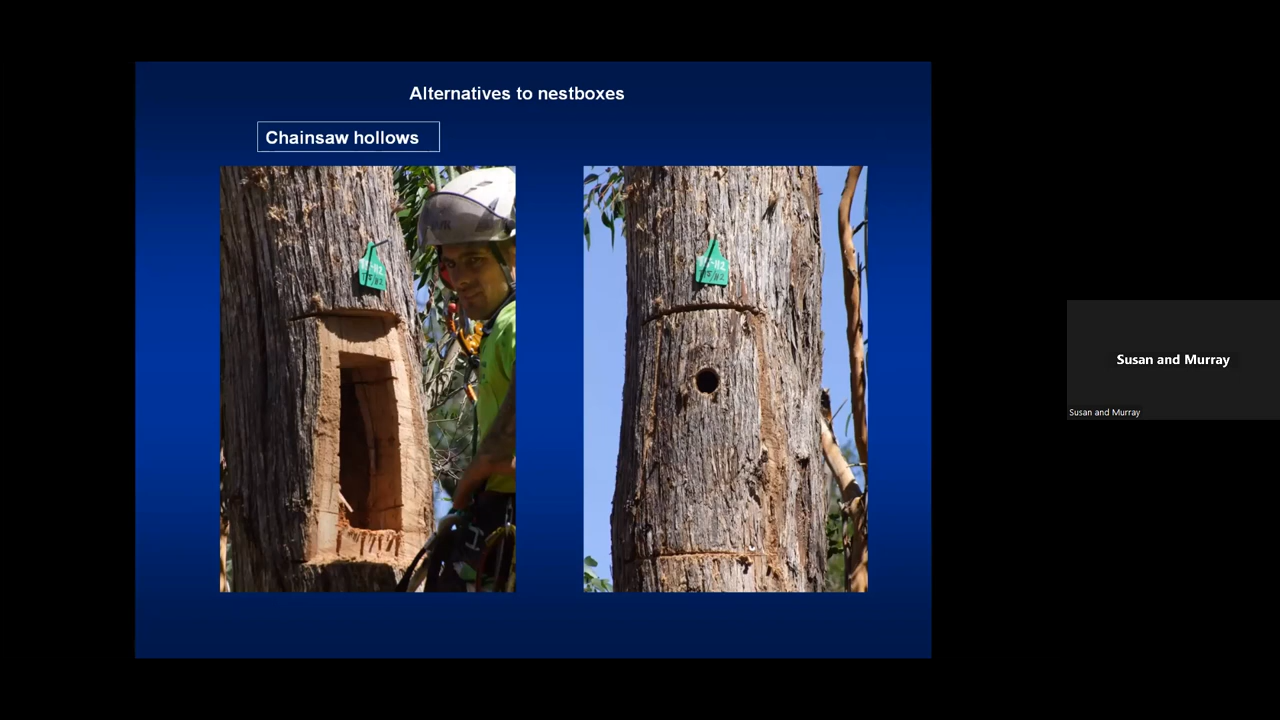 Alternatives to nestboxes
Chainsaw hollows
Susan and Murray
Susan and Murray